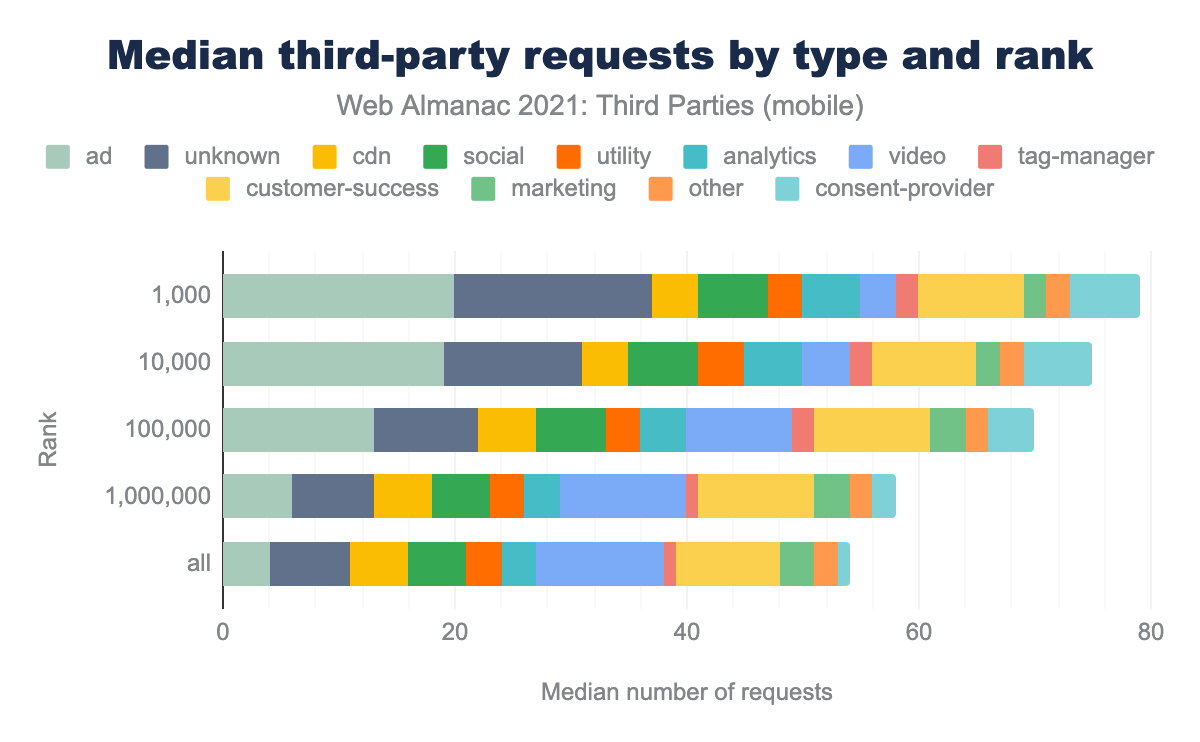 Median third-party requests by type and rank
Web Almanac 2021: Third Parties (mobile)
ad unknown cdn social utility analytics video tag-manager
customer-success marketing other consent-provider
Rank
1,000
10,000
100,000
1,000,000
all
0 20 40 60 80
Median number of requests